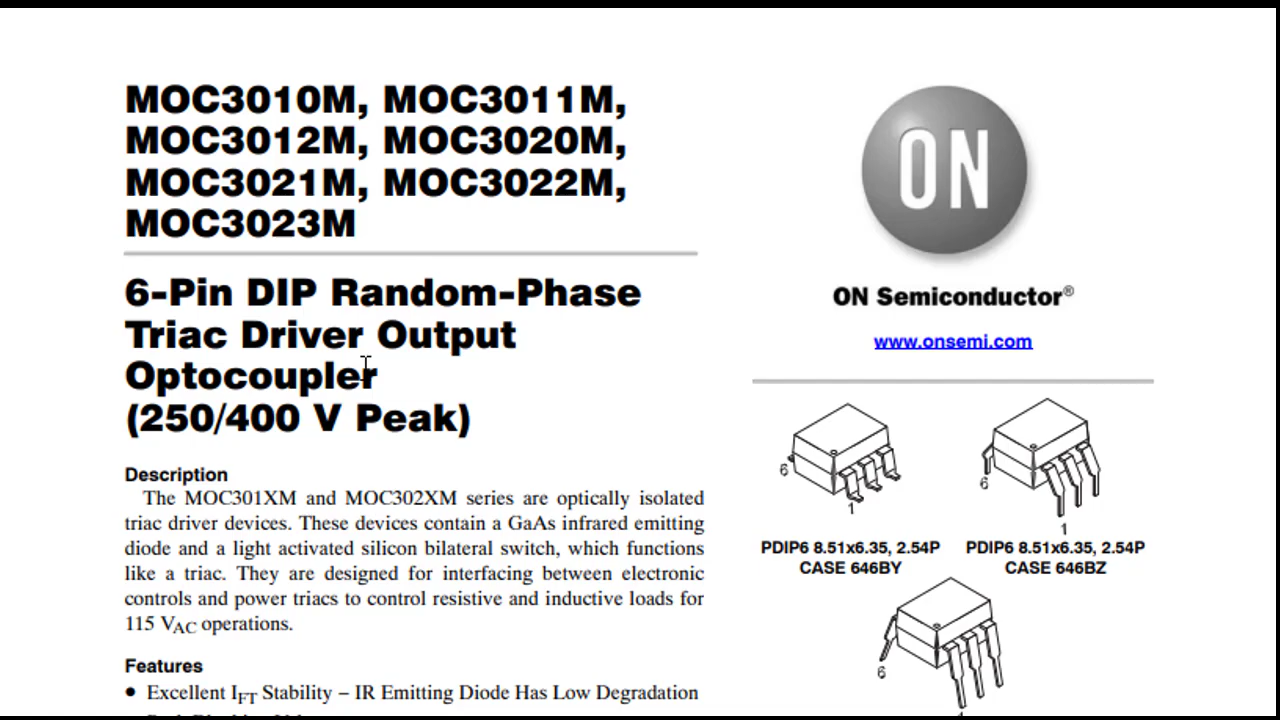 MOC3010M, MOC3011M,
MOC3012M, MOC3020M,
MOC3021M, MOC3022M,
MOC3023M
6-Pin DIP Random-Phase
Triac Driver Output
Optocoupler
(250/400 V Peak)
Description
The MOC301XM and MOC302XM series are optically isolated
triac driver devices. These devices contain a GaAs infrared emitting
diode and a light activated silicon bilateral switch, which functions
like a triac. They are designed for interfacing between electronic
controls and power triacs to control resistive and inductive loads for
115 VAC operations.
Features
• Excellent IFT Stability – IR Emitting Diode Has Low Degradation
ON
ON Semiconductor®
www.onsemi.com
6
1
6
1
PDIP6 8.51x6.35, 2.54P
CASE 646BY
PDIP6 8.51x6.35, 2.54P
CASE 646BZ
6